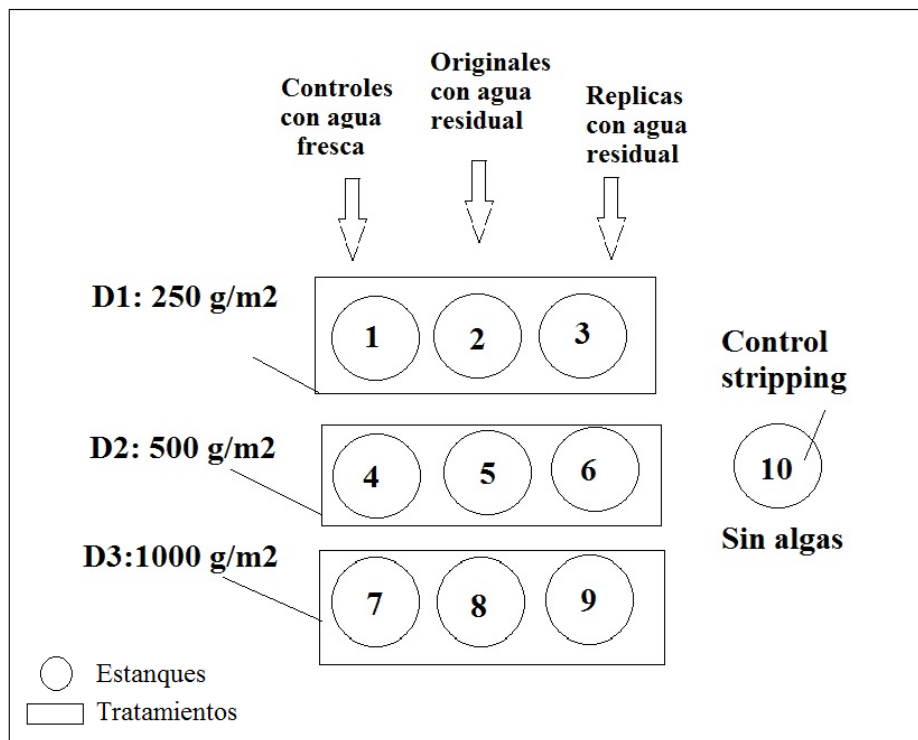 Controles
con agua
fresca
Originales
con agua
residual
Replicas
con agua
residual
D1: 250 g/m2
1
2
3
D2: 500 g/m2
4
5
6
D3:1000 g/m2
7
8
9
Control
stripping
10
Sin algas
Estanques
Tratamientos